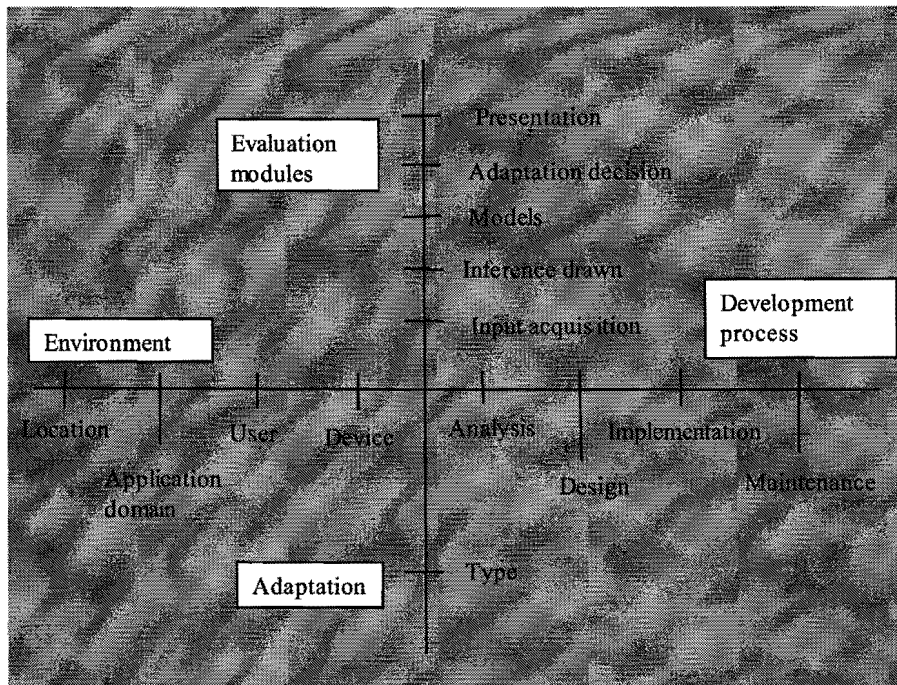 Presentation
Evaluation
modules
Adaptation decision
Models
Inference drawn
Development
process
Input acquisition
Environment
Location
User
Device
Analysis
Implementation
Application
domain
Design
Maintenance
Adaptation
Type